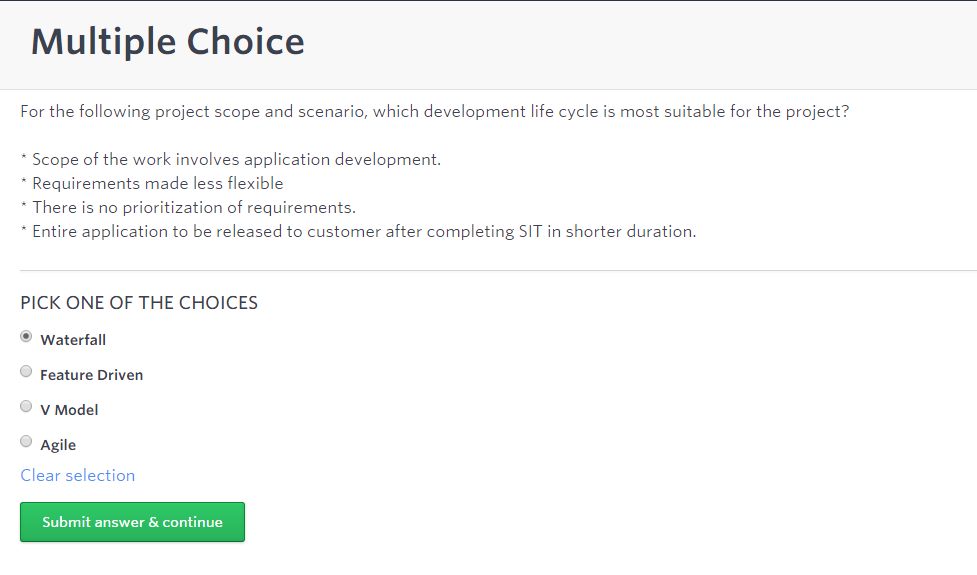 Multiple Choice
For the following project scope and scenario, which development life cycle is most suitable for the project?
* Scope of the work involves application development.
* Requirements made less flexible
* There is no prioritization of requirements.
* Entire application to be released to customer after completing SIT in shorter duration.
PICK ONE OF THE CHOICES
Waterfall
Feature Driven
V Model
Agile
Clear selection
Submit answer & continue